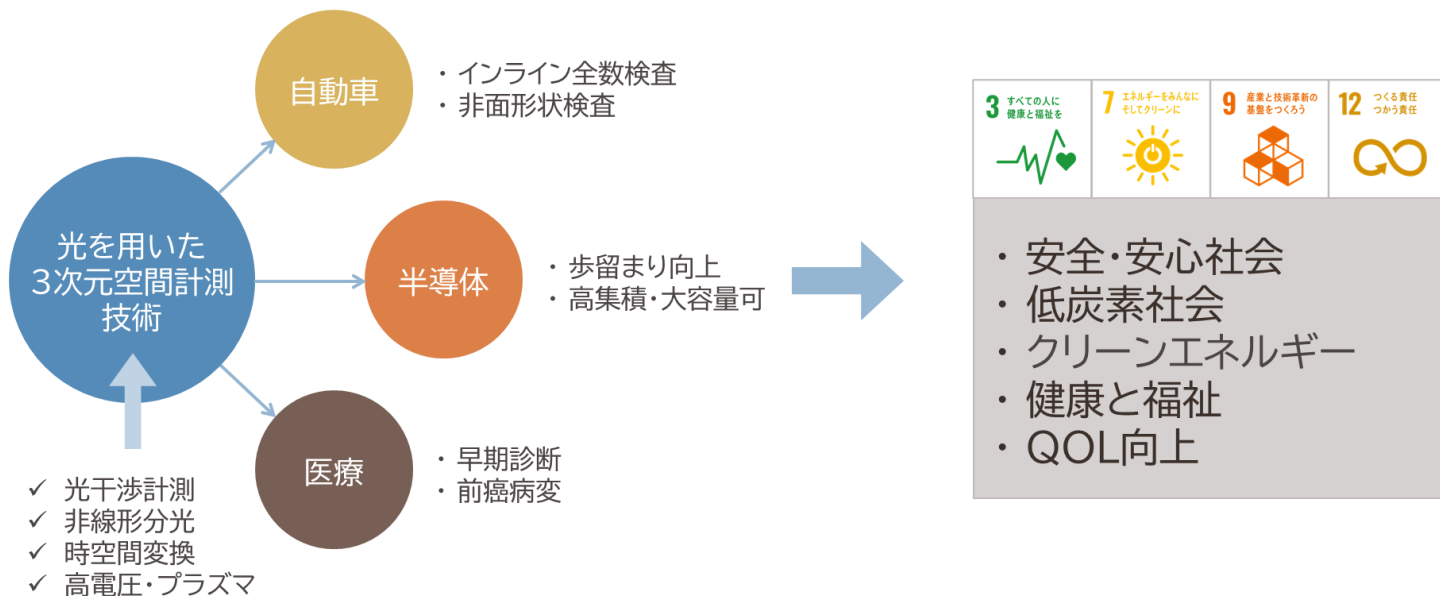 自動車
・インライン全数検査
・非面形状検査
光を用いた
3次元空間計測
技術
半導体
・歩留まり向上
・高集積・大容量可
医療
・早期診断
・前癌病変
✓ 光干渉計測
✓ 非線形分光
✓ 時空間変換
✓ 高電圧・プラズマ
3 すべての人に
健康と福祉を
7 エネルギーをみんなに
そしてクリーンに
9 産業と技術革新の
基盤をつくろう
12 つくる責任
つかう責任
・安全・安心社会
・低炭素社会
・クリーンエネルギー
・健康と福祉
・QOL向上